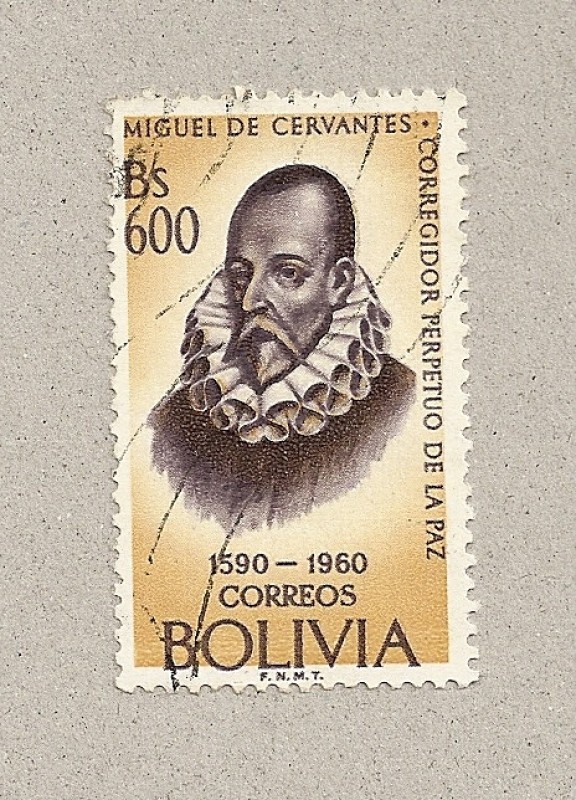 MIGUEL DE CERVANTES •
CORREGIDOR PERPETUO DE LA PAZ
Bs
600
1590 - 1960
CORREOS
BOLIVIA
F. N. M. T.